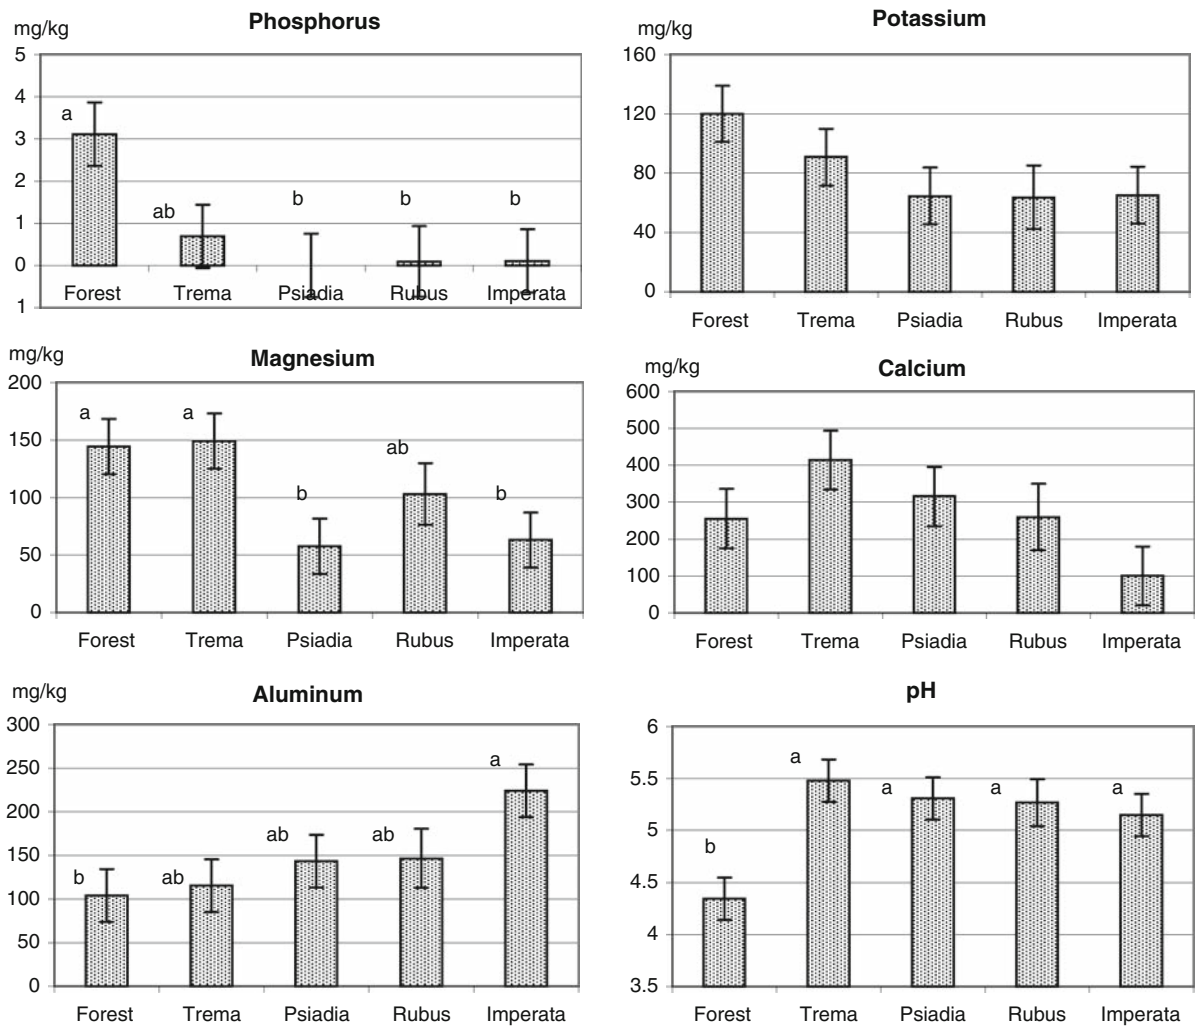 Phosphorus
mg/kg
5
4
3
2
1
0
1
a
ab
b
b
b
Forest Trema Psiadia Rubus Imperata
Potassium
mg/kg
160
120
80
40
0
Forest Trema Psiadia Rubus Imperata
Magnesium
mg/kg
200
150
100
50
0
a
a
b
ab
b
Forest Trema Psiadia Rubus Imperata
Calcium
mg/kg
600
500
400
300
200
100
0
Forest Trema Psiadia Rubus Imperata
Aluminum
mg/kg
300
250
200
150
100
50
0
b
ab
ab
ab
a
Forest Trema Psiadia Rubus Imperata
pH
6
5.5
5
4.5
4
3.5
b
a
a
a
a
Forest Trema Psiadia Rubus Imperata